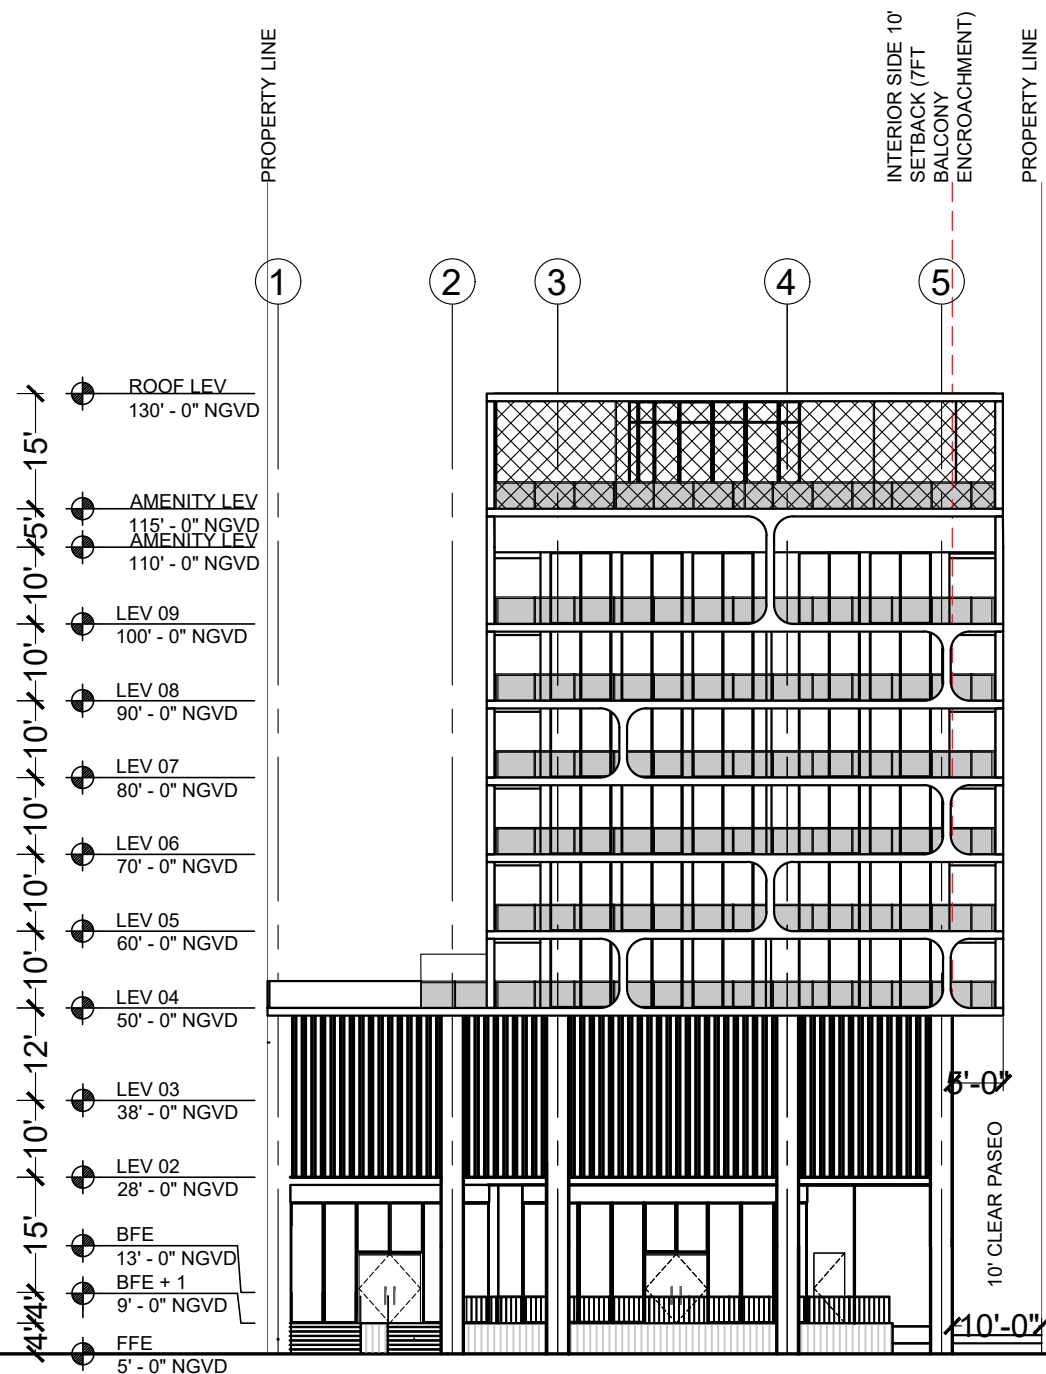 PROPERTY LINE
INTERIOR SIDE 10'
SETBACK (7FT
BALCONY
ENCROACHMENT)
PROPERTY LINE
1
2
3
4
5
ROOF LEV
130' - 0" NGVD
15'
AMENITY LEV
115' - 0" NGVD
5'
AMENITY LEV
110' - 0" NGVD
10'
LEV 09
100' - 0" NGVD
10'
LEV 08
90' - 0" NGVD
10'
LEV 07
80' - 0" NGVD
10'
LEV 06
70' - 0" NGVD
10'
LEV 05
60' - 0" NGVD
10'
LEV 04
50' - 0" NGVD
12'
LEV 03
38' - 0" NGVD
5'-0"
10'
LEV 02
28' - 0" NGVD
10' CLEAR PASEO
15'
BFE
13' - 0" NGVD
BFE + 1
9' - 0" NGVD
4'
4'
10'-0"
FFE
5' - 0" NGVD